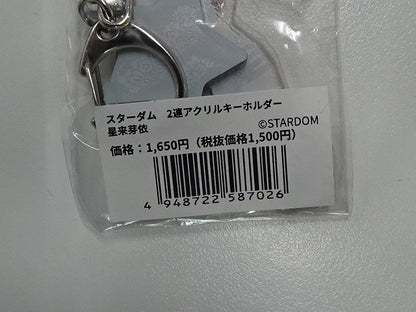 スターダム　2連アクリルキーホルダー
星来芽依
©STARDOM
価格：1,650円（税抜価格1,500円）
4 948722 587026